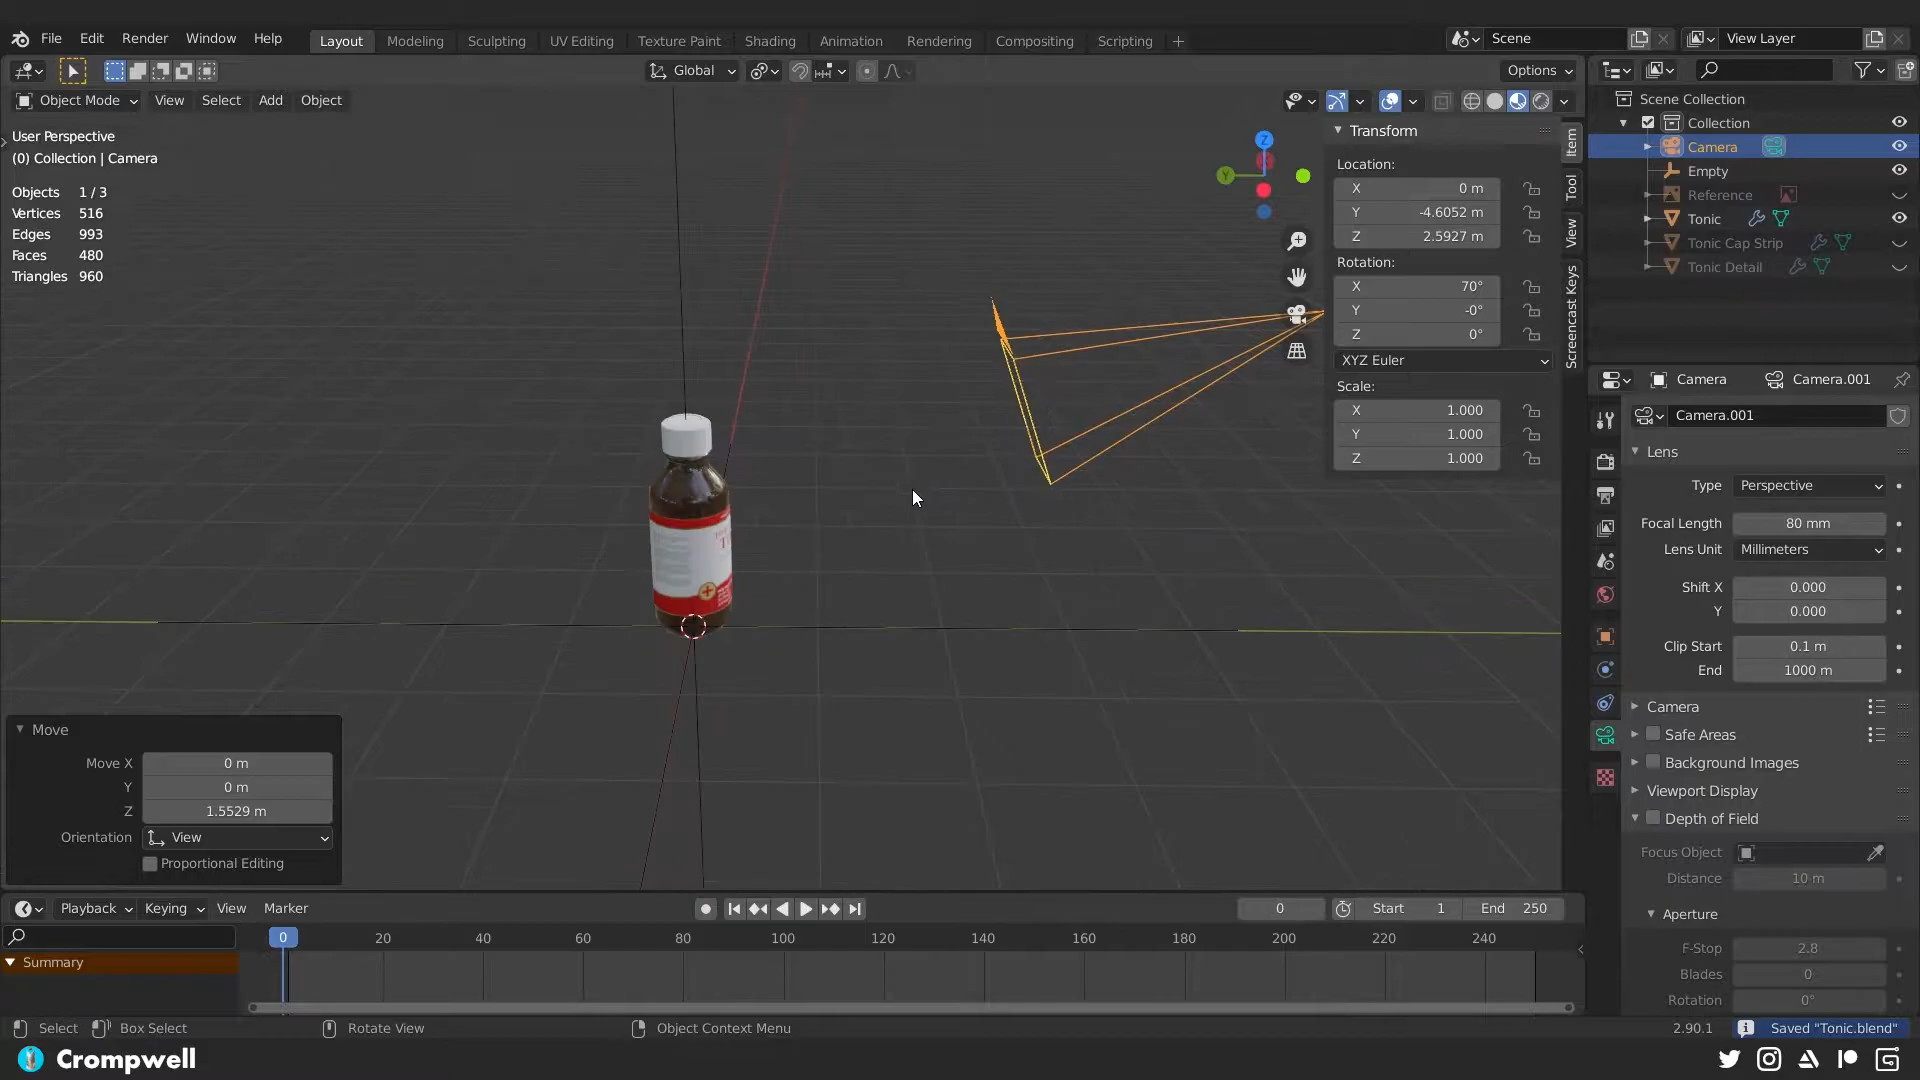 File Edit Render Window Help Layout Modeling Sculpting UV Editing Texture Paint Shading Animation Rendering Compositing Scripting + Scene View Layer
Global Options
Object Mode View Select Add Object
User Perspective
(0) Collection | Camera
Objects 1 / 3
Vertices 516
Edges 993
Faces 480
Triangles 960
Z
Y
Transform
Location:
X 0 m
Y -4.6052 m
Z 2.5927 m
Rotation:
X 70°
Y -0°
Z 0°
XYZ Euler
Scale:
X 1.000
Y 1.000
Z 1.000
Item
Tool
View
Screencast Keys
Scene Collection
Collection
Camera
Empty
Reference
Tonic
Tonic Cap Strip
Tonic Detail
Camera Camera.001
Camera.001
Lens
Type Perspective
Focal Length 80 mm
Lens Unit Millimeters
Shift X 0.000
Y 0.000
Clip Start 0.1 m
End 1000 m
Camera
Safe Areas
Background Images
Viewport Display
Depth of Field
Focus Object
Distance 10 m
Aperture
F-Stop 2.8
Blades 0
Rotation 0°
Move
Move X 0 m
Y 0 m
Z 1.5529 m
Orientation View
Proportional Editing
Playback Keying View Marker 0 Start 1 End 250
0 20 40 60 80 100 120 140 160 180 200 220 240
Summary
Select Box Select Rotate View Object Context Menu 2.90.1 Saved "Tonic.blend"
Crompwell